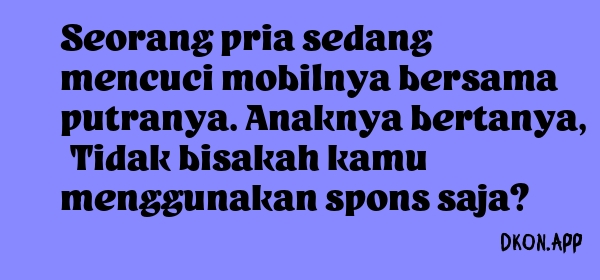 Seorang pria sedang
mencuci mobilnya bersama
putranya. Anaknya bertanya,
Tidak bisakah kamu
menggunakan spons saja?
DKON.APP